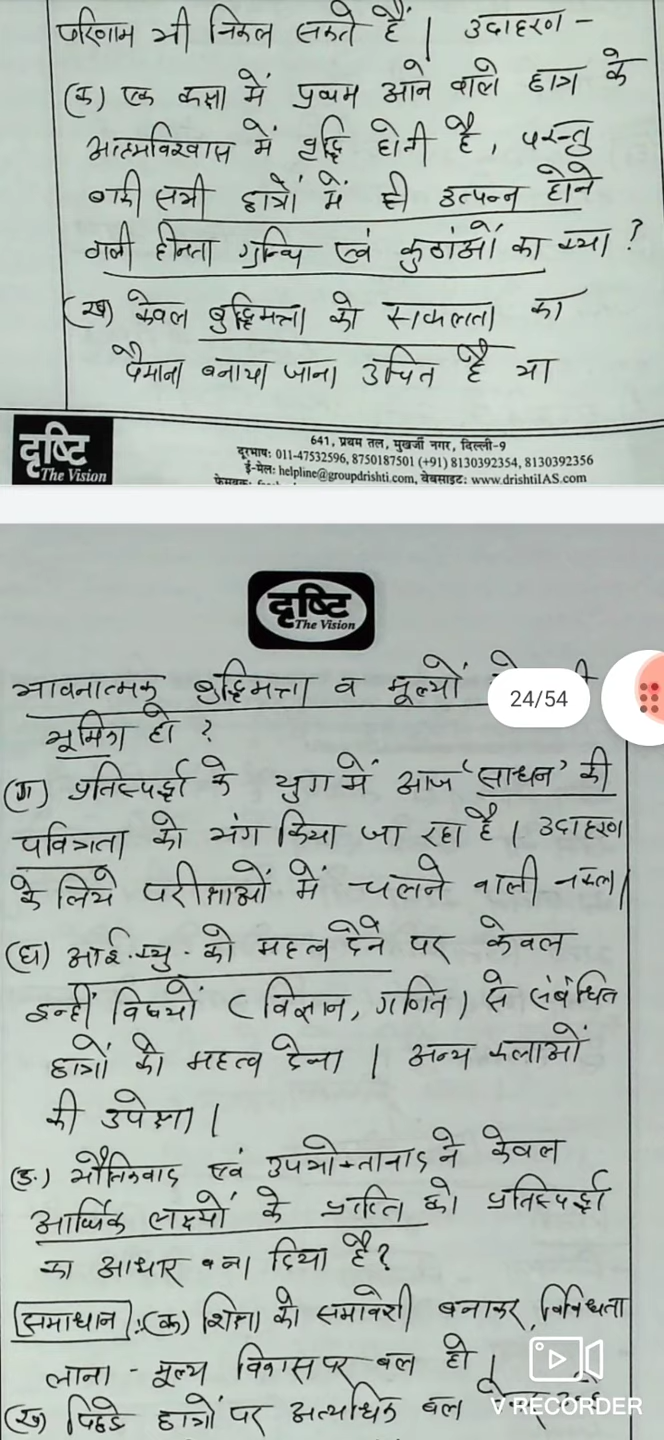 परिणाम भी निकल सकते हैं | उदाहरण –
(क) एक कक्षा में प्रथम आने वाले छात्र के
आत्मविश्वास में वृद्धि होती है, परन्तु
बाकी सभी छात्रों में ही उत्पन्न होने
वाली हीनता ग्रन्थि एवं कुठांओं का क्या ?
(ख) केवल बुद्धिमत्ता को सफलता का
पैमाना बनाया जाना उचित है या
दृष्टि
The Vision
641, प्रथम तल, मुखर्जी नगर, दिल्ली-9
दूरभाष: 011-47532596, 8750187501 (+91) 8130392354, 8130392356
ई-मेल: helpline@groupdrishti.com, वेबसाइट: www.drishtiIAS.com
दृष्टि
The Vision
भावनात्मक बुद्धिमत्ता व मूल्यों
24/54
भूमिका हो ?
(ग) प्रतिस्पर्द्धा के युग में आज 'साधन' की
पवित्रता को भंग किया जा रहा है | उदाहरण
के लिये परीक्षाओं में चलने वाली नकल|
(घ) आई.क्यु. को महत्व देने पर केवल
इन्हीं विषयों (विज्ञान, गणित) से संबंधित
छात्रों को महत्व देना | अन्य कलाओं
की उपेक्षा |
(ङ.) भौतिकवाद एवं उपभोक्तावाद ने केवल
आर्थिक लक्ष्यों के प्राप्ति को प्रतिस्पर्द्धा
का आधार बना दिया है?
समाधान : (क) शिक्षा को समावेशी बनाकर, विविधता
लाना - मूल्य विकास पर बल हो |
(ख) पिछडे छात्रों पर अत्यधिक बल
V RECORDER